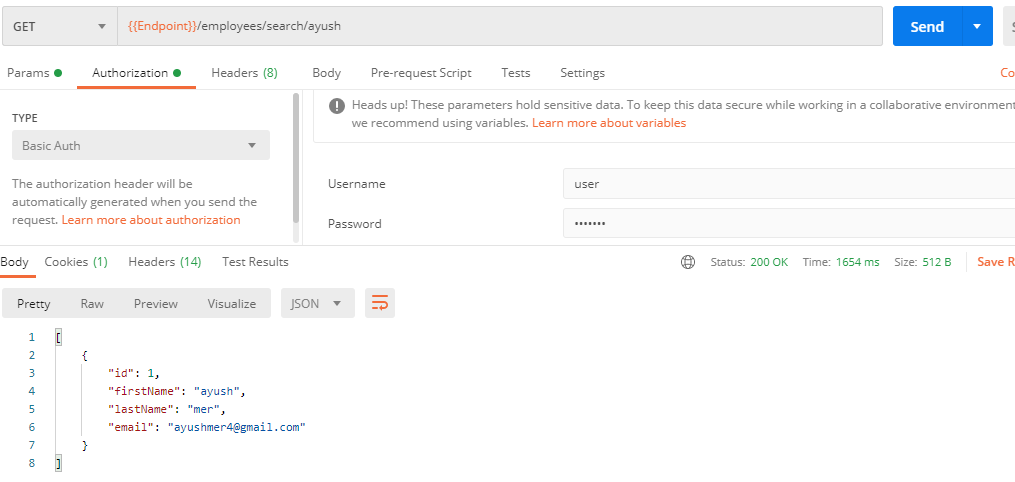 GET {{Endpoint}}/employees/search/ayush Send
Params Authorization Headers (8) Body Pre-request Script Tests Settings Co
TYPE
Basic Auth
The authorization header will be
automatically generated when you send the
request. Learn more about authorization
Heads up! These parameters hold sensitive data. To keep this data secure while working in a collaborative environment
we recommend using variables. Learn more about variables
Username user
Password •••••••
Body Cookies (1) Headers (14) Test Results Status: 200 OK Time: 1654 ms Size: 512 B Save R
Pretty Raw Preview Visualize JSON
1 [
2 {
3 "id": 1,
4 "firstName": "ayush",
5 "lastName": "mer",
6 "email": "ayushmer4@gmail.com"
7 }
8 ]